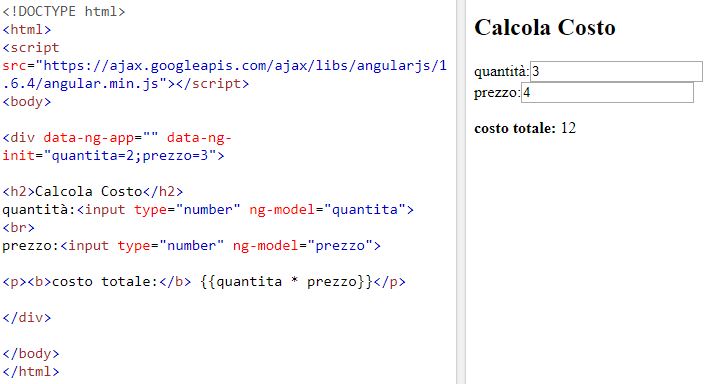 <!DOCTYPE html>
<html>
<script
src="https://ajax.googleapis.com/ajax/libs/angularjs/1
.6.4/angular.min.js"></script>
<body>
<div data-ng-app="" data-ng-
init="quantita=2;prezzo=3">
<h2>Calcola Costo</h2>
quantità:<input type="number" ng-model="quantita">
<br>
prezzo:<input type="number" ng-model="prezzo">
<p><b>costo totale:</b> {{quantita * prezzo}}</p>
</div>
</body>
</html>
Calcola Costo
quantità:3
prezzo:4
costo totale: 12